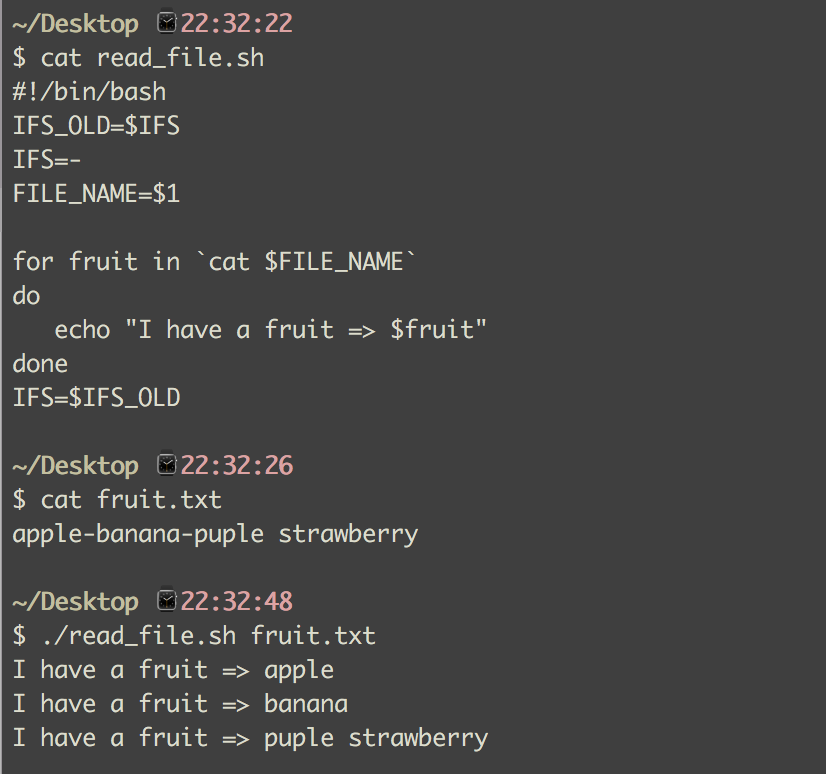 ~/Desktop ⌚22:32:22
$ cat read_file.sh
#!/bin/bash
IFS_OLD=$IFS
IFS=-
FILE_NAME=$1
for fruit in `cat $FILE_NAME`
do
   echo "I have a fruit => $fruit"
done
IFS=$IFS_OLD
~/Desktop ⌚22:32:26
$ cat fruit.txt
apple-banana-puple strawberry
~/Desktop ⌚22:32:48
$ ./read_file.sh fruit.txt
I have a fruit => apple
I have a fruit => banana
I have a fruit => puple strawberry